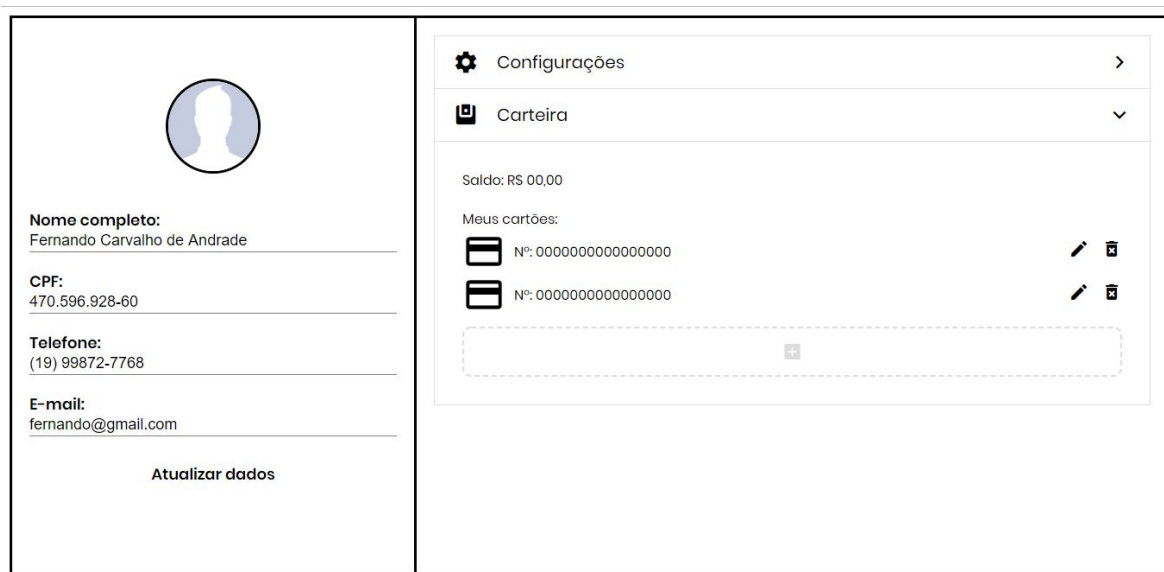 Nome completo:
Fernando Carvalho de Andrade
CPF:
470.596.928-60
Telefone:
(19) 99872-7768
E-mail:
fernando@gmail.com
Atualizar dados
Configurações
Carteira
Saldo: R$ 00,00
Meus cartões:
Nº: 0000000000000000
Nº: 0000000000000000